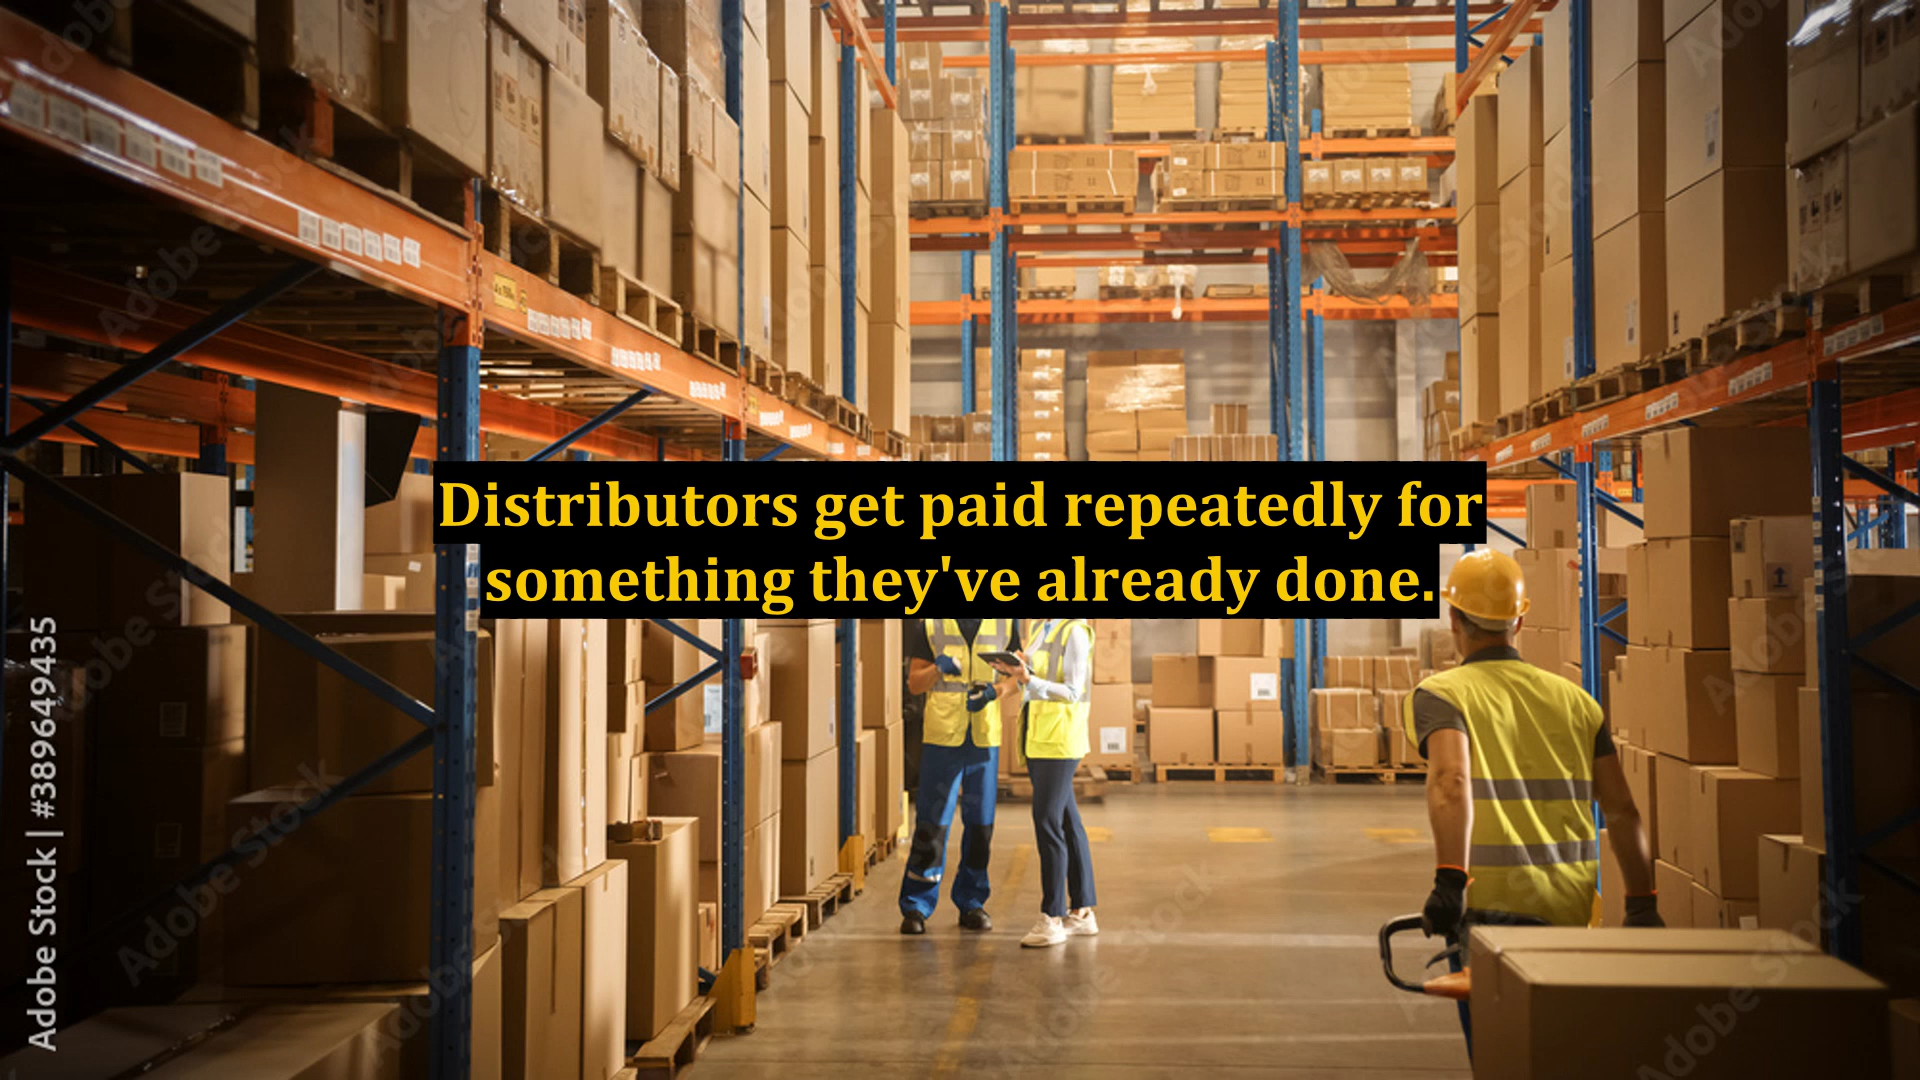 Distributors get paid repeatedly for
something they've already done.
Adobe Stock | #389649435